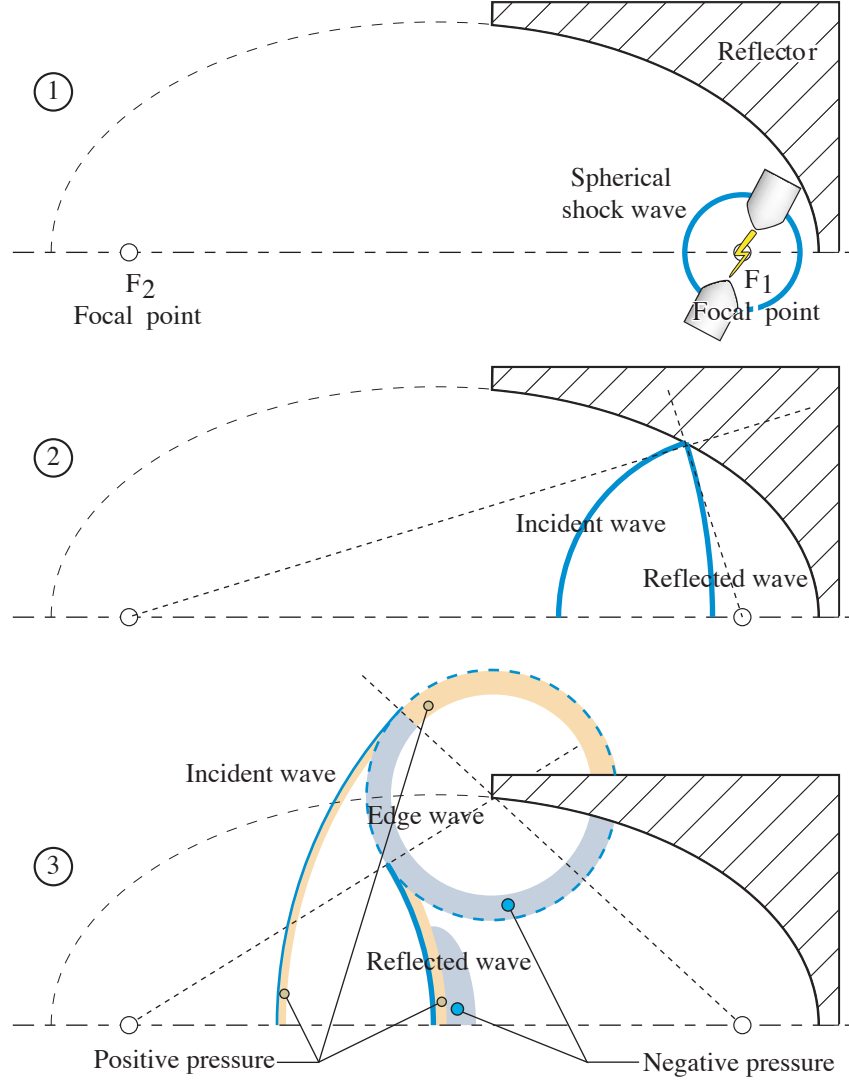 Reflector
1
Spherical
shock wave
F2
Focal point
F1
Focal point
2
Incident wave
Reflected wave
Incident wave
Edge wave
3
Reflected wave
Positive pressure
Negative pressure